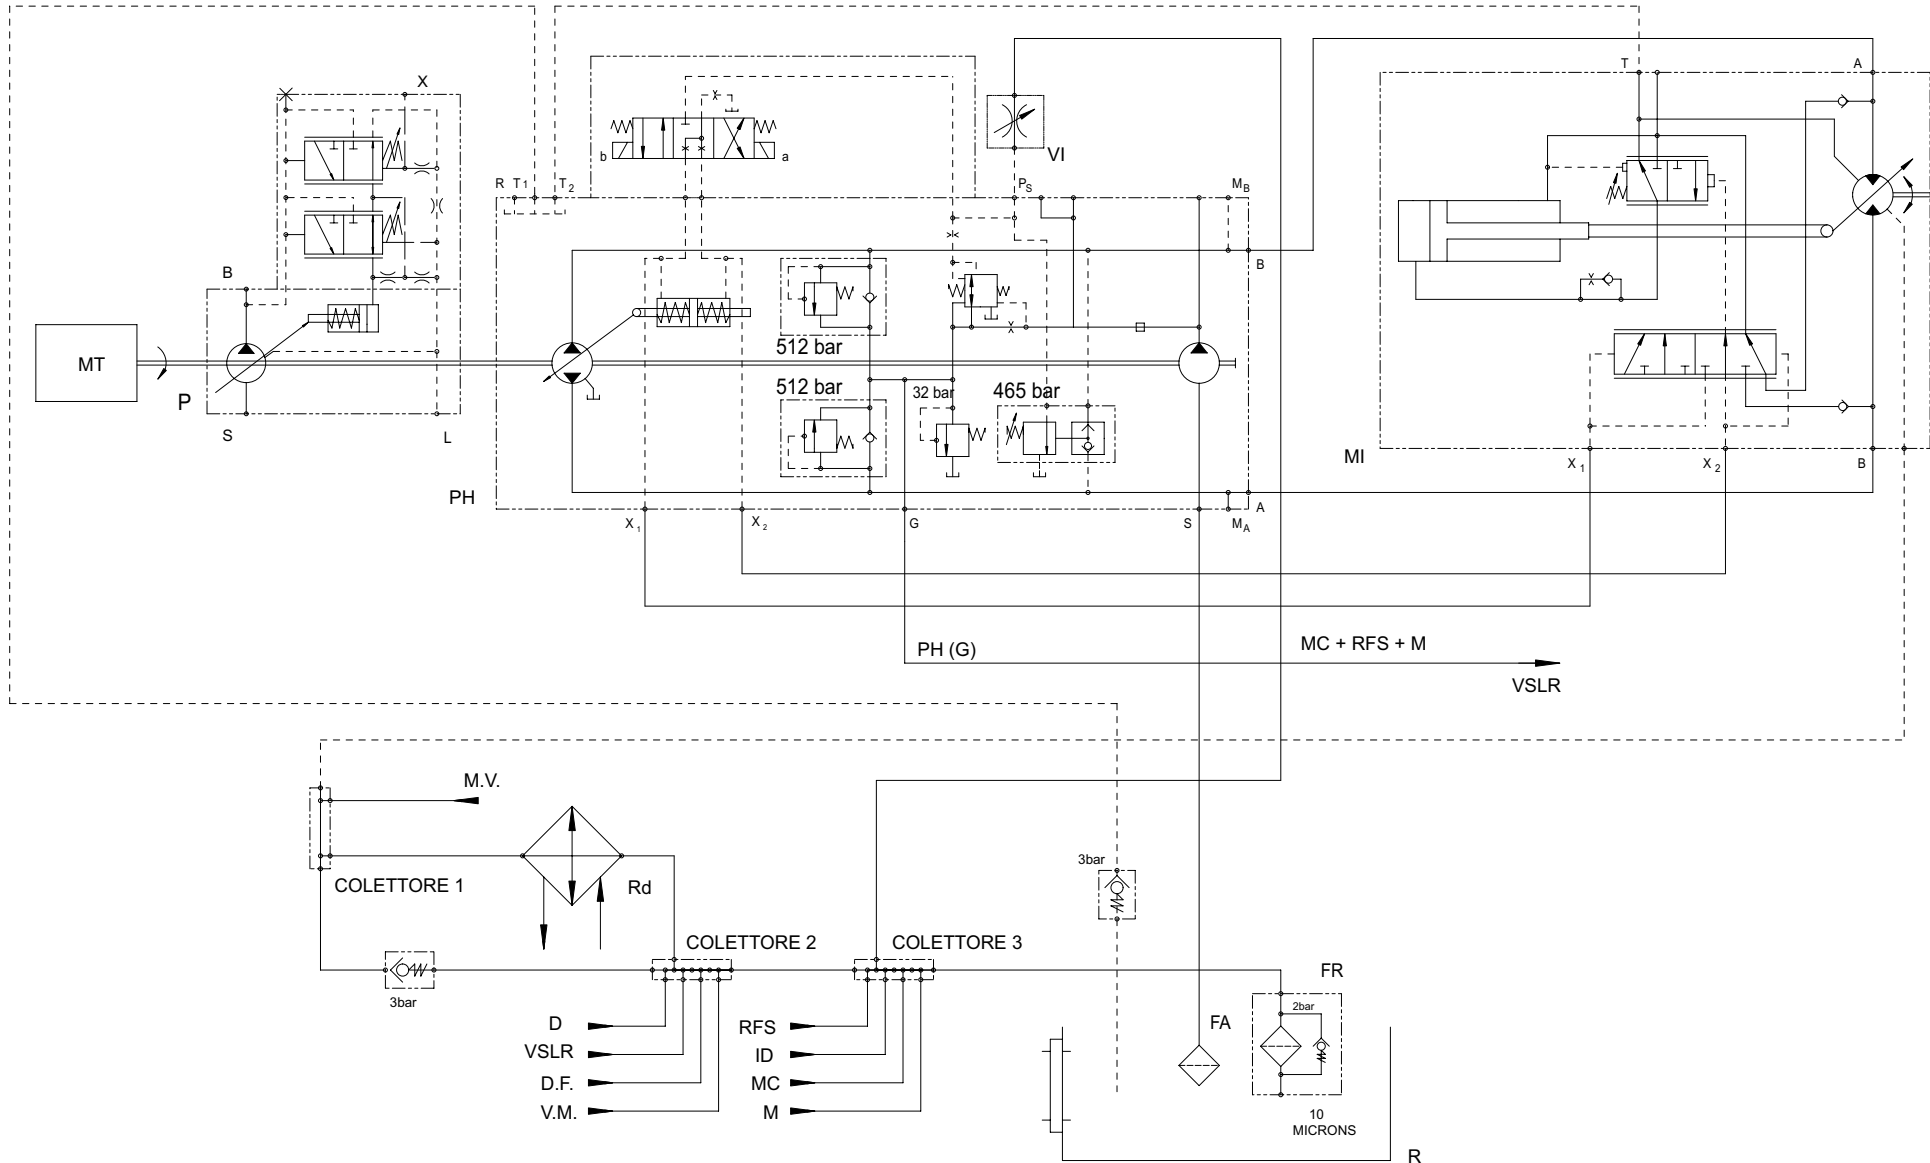 X
T
A
VI
b
a
R
T1
T2
PS
MB
B
B
512 bar
MT
P
512 bar
32 bar
465 bar
S
L
PH
MI
X1
X2
B
A
X1
X2
G
S
MA
PH (G)
MC + RFS + M
VSLR
M.V.
COLETTORE 1
Rd
3bar
COLETTORE 2
COLETTORE 3
FR
3bar
2bar
D
RFS
FA
VSLR
ID
D.F.
MC
V.M.
M
10
MICRONS
R